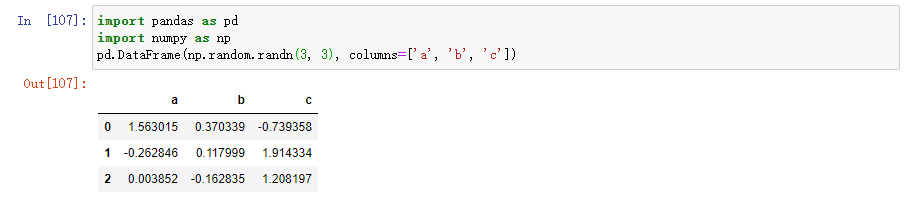 In [107]: import pandas as pd
import numpy as np
pd.DataFrame(np.random.randn(3, 3), columns=['a', 'b', 'c'])
Out[107]:
a b c
0 1.563015 0.370339 -0.739358
1 -0.262846 0.117999 1.914334
2 0.003852 -0.162835 1.208197